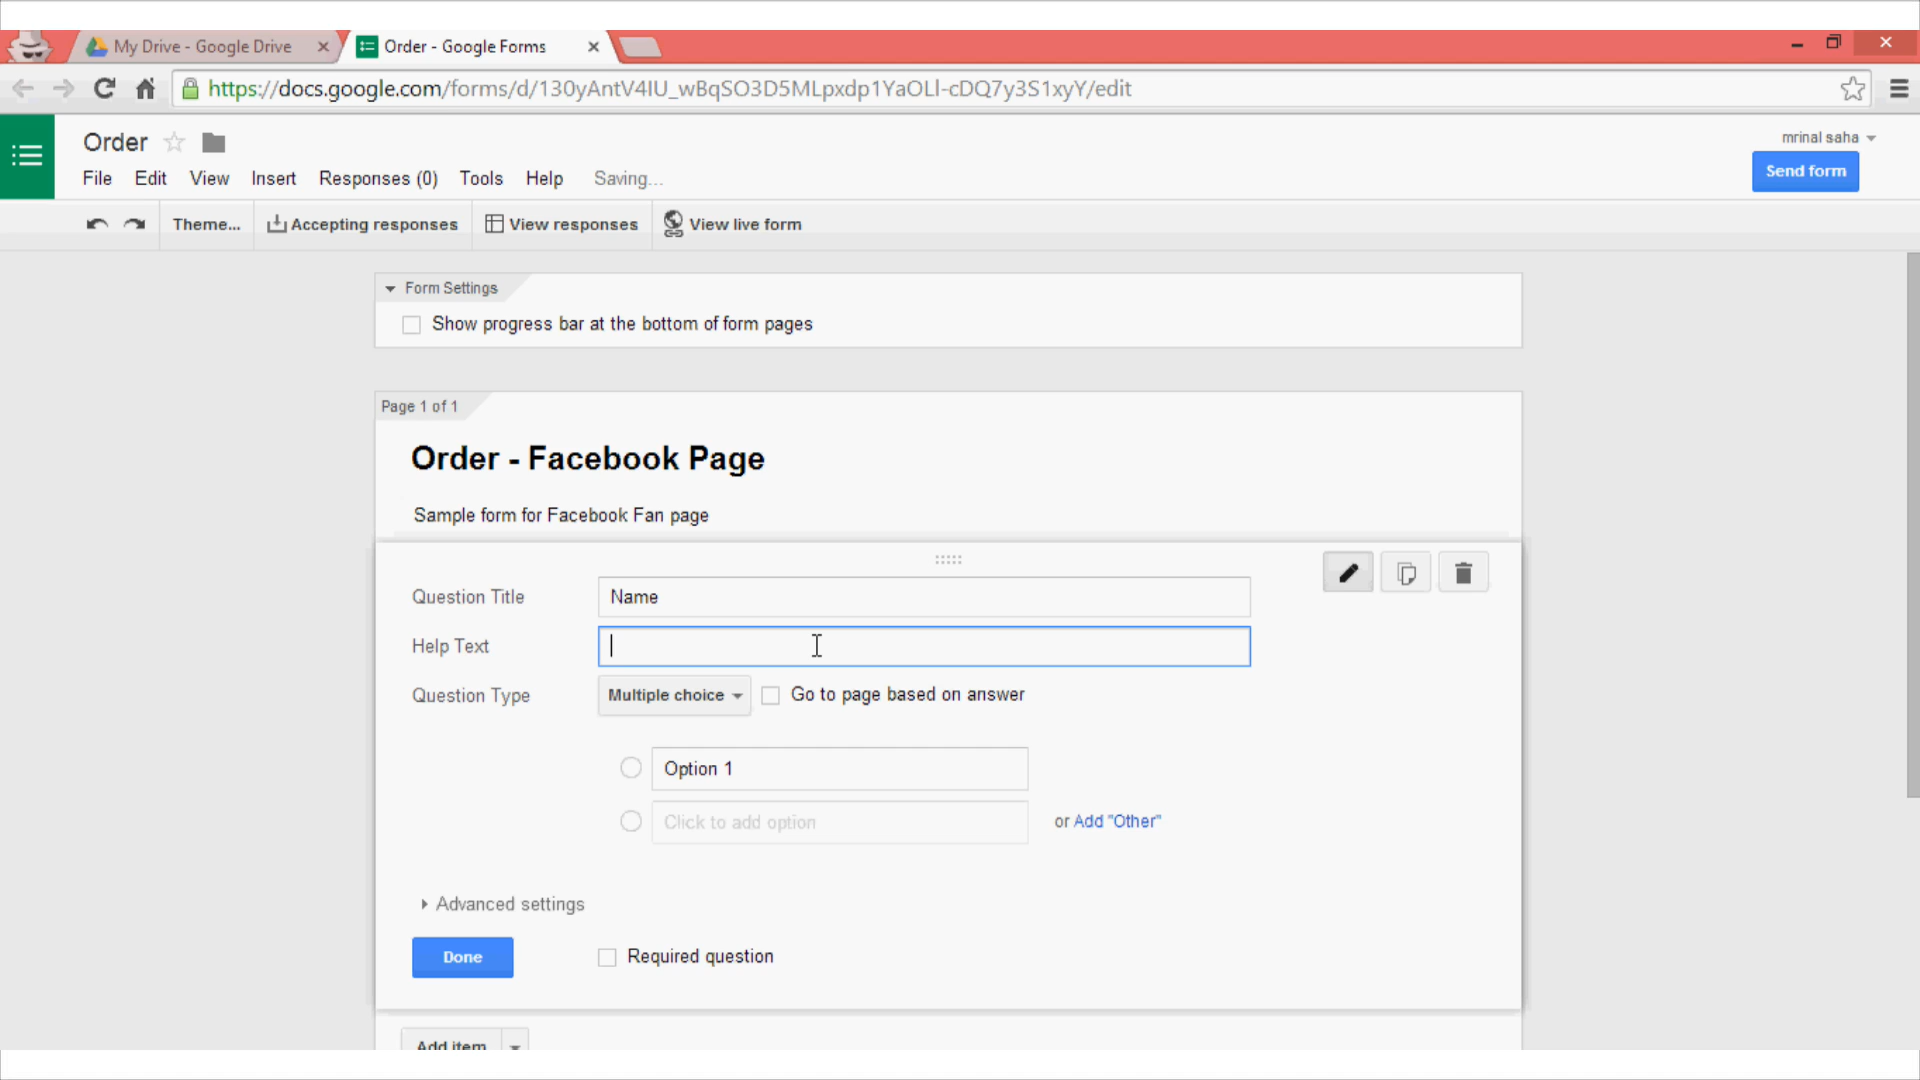 My Drive - Google Drive
Order - Google Forms
https://docs.google.com/forms/d/130yAntV4IU_wBqSO3D5MLpxdp1YaOLl-cDQ7y3S1xyY/edit
Order
mrinal saha
File Edit View Insert Responses (0) Tools Help Saving...
Send form
Theme... Accepting responses View responses View live form
Form Settings
Show progress bar at the bottom of form pages
Page 1 of 1
Order - Facebook Page
Sample form for Facebook Fan page
Question Title Name
Help Text
Question Type Multiple choice Go to page based on answer
Option 1
Click to add option or Add "Other"
Advanced settings
Done Required question
Add item